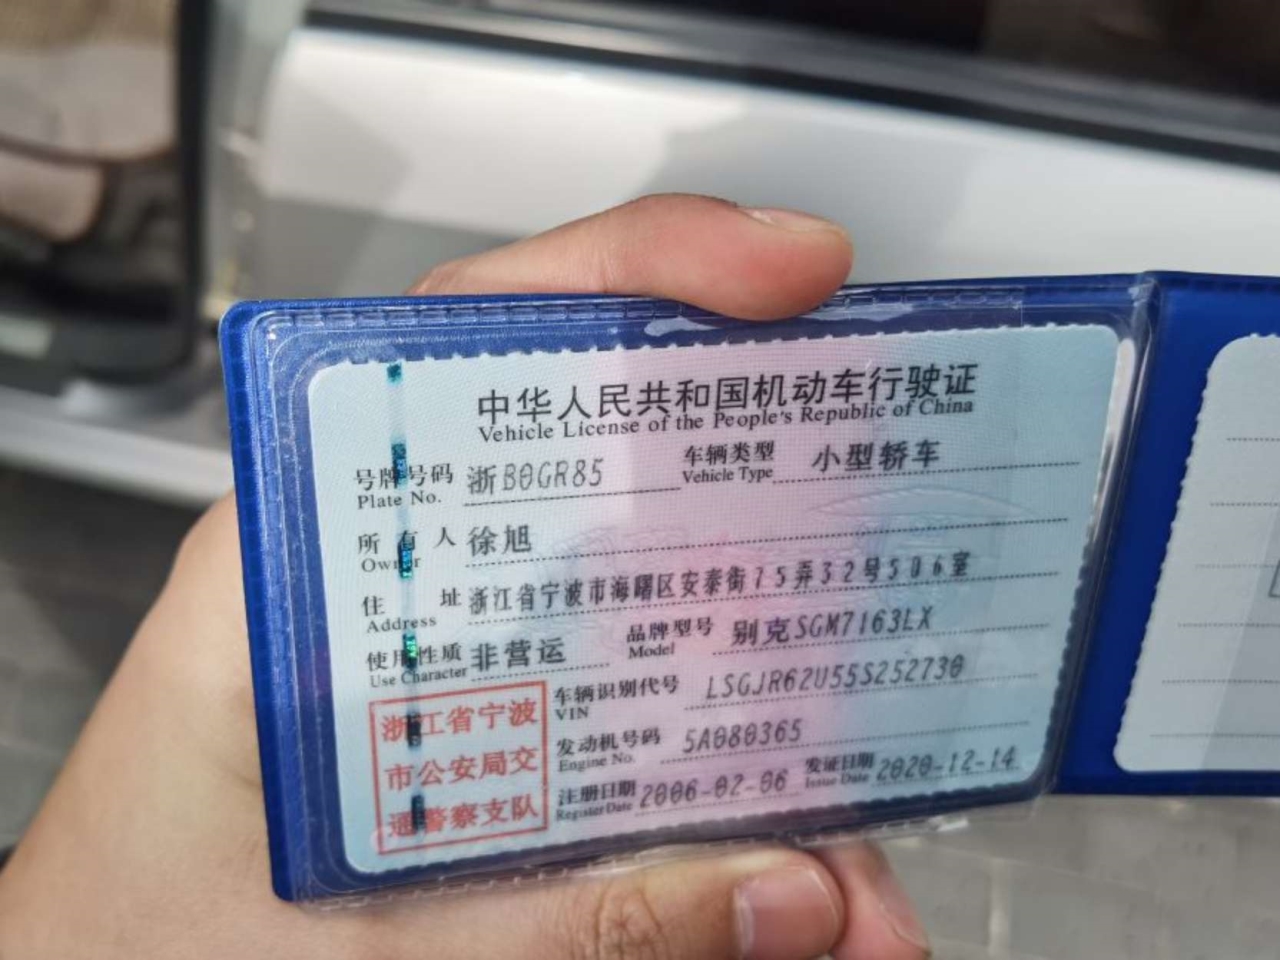 中华人民共和国机动车行驶证
Vehicle License of the People's Republic of China
号牌号码 浙B0GR85 车辆类型 小型轿车
Plate No. Vehicle Type
所有人 徐旭
Owner
住址 浙江省宁波市海曙区安泰街75弄32号506室
Address
使用性质 非营运 品牌型号 别克SGM7163LX
Use Character Model
浙江省宁波 车辆识别代号 LSGJR62U55S252730
VIN
市公安局交 发动机号码 5A080365
Engine No.
通警察支队 注册日期 2006-02-06 发证日期 2020-12-14
Register Date Issue Date